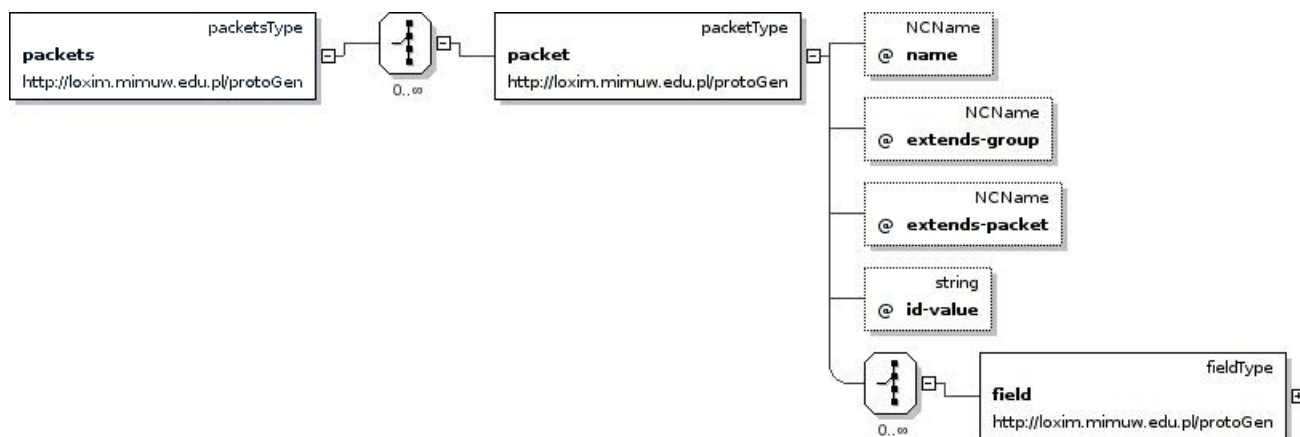 packetsType
packets
http://loxim.mimuw.edu.pl/protoGen
0..∞
packetType
packet
http://loxim.mimuw.edu.pl/protoGen
NCName
@ name
NCName
@ extends-group
NCName
@ extends-packet
string
@ id-value
0..∞
fieldType
field
http://loxim.mimuw.edu.pl/protoGen